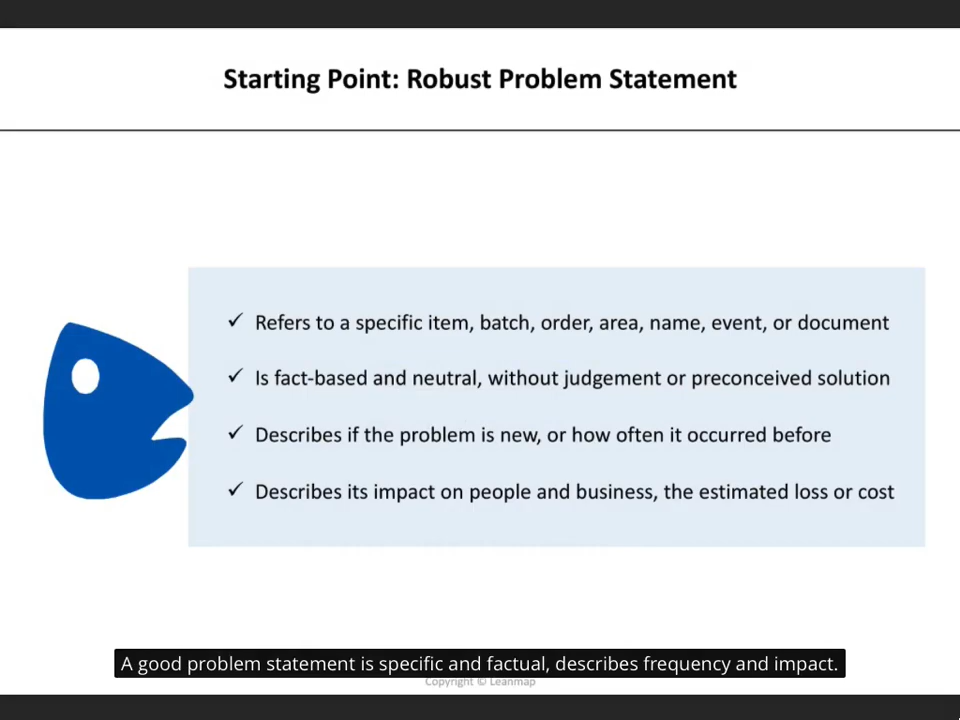 Starting Point: Robust Problem Statement
✓ Refers to a specific item, batch, order, area, name, event, or document
✓ Is fact-based and neutral, without judgement or preconceived solution
✓ Describes if the problem is new, or how often it occurred before
✓ Describes its impact on people and business, the estimated loss or cost
A good problem statement is specific and factual, describes frequency and impact.
Copyright © Leanmap